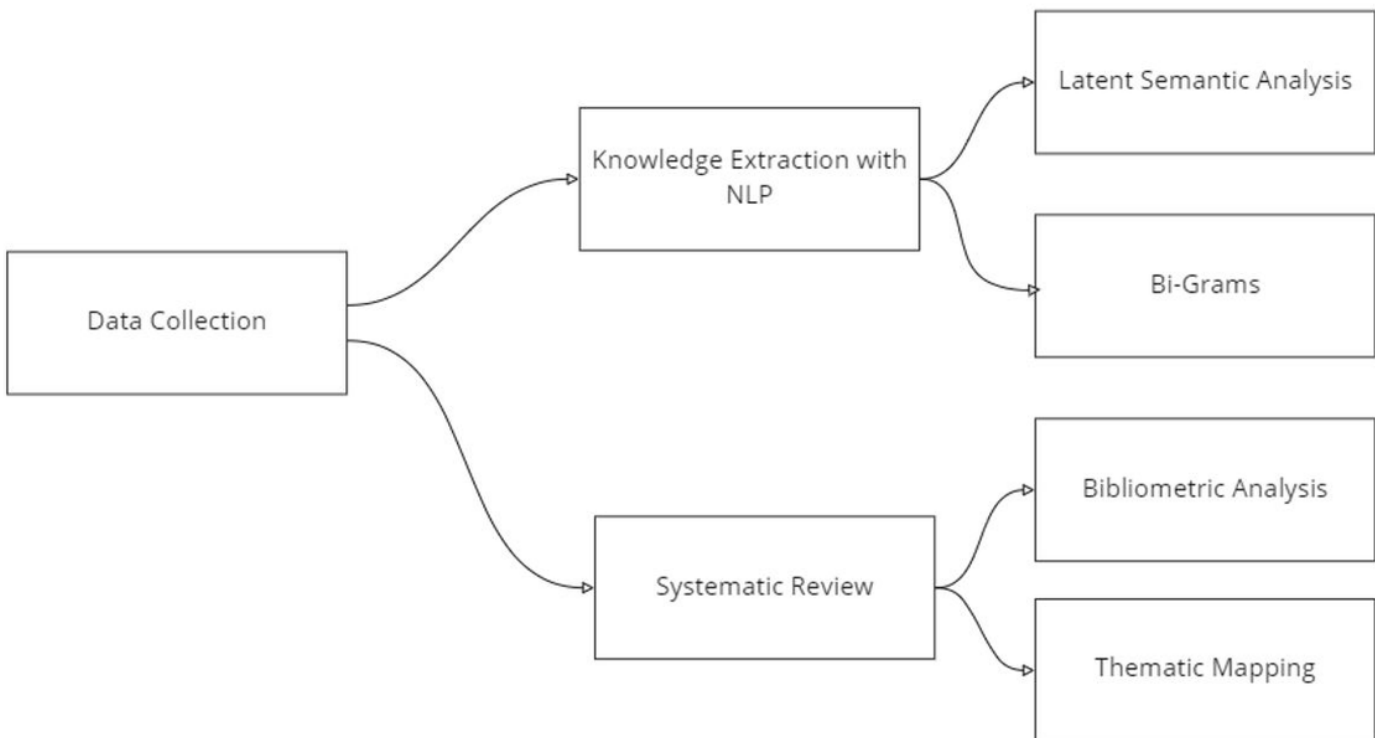 Data Collection
Knowledge Extraction with
NLP
Latent Semantic Analysis
Bi-Grams
Systematic Review
Bibliometric Analysis
Thematic Mapping